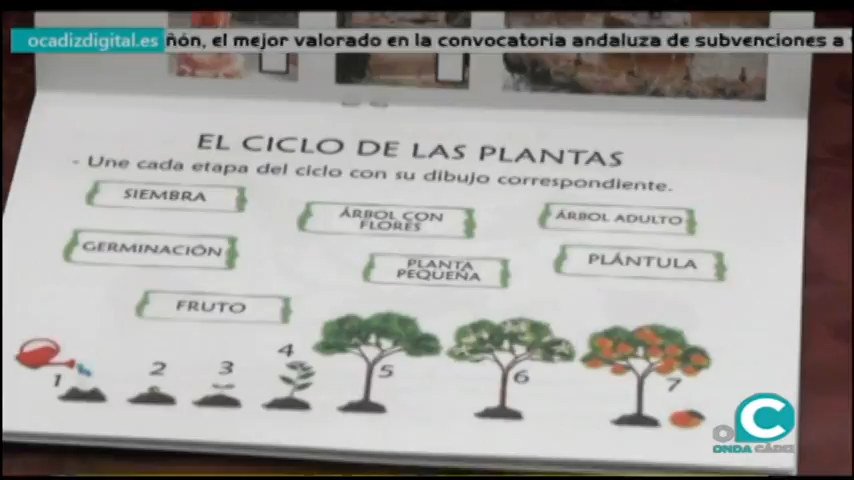 ocadizdigital.es
ñón, el mejor valorado en la convocatoria andaluza de subvenciones a
EL CICLO DE LAS PLANTAS
- Une cada etapa del ciclo con su dibujo correspondiente.
SIEMBRA
ÁRBOL CON
FLORES
ÁRBOL ADULTO
GERMINACIÓN
PLANTA
PEQUEÑA
PLÁNTULA
FRUTO
1 2 3 4 5 6 7
ONDA CÁDIZ